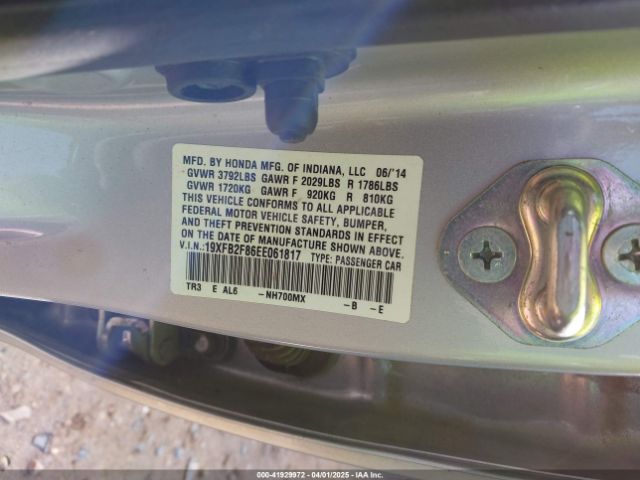 MFD. BY HONDA MFG. OF INDIANA, LLC 06/'14
GVWR 3792LBS GAWR F 2029LBS R 1786LBS
GVWR 1720KG GAWR F 920KG R 810KG
THIS VEHICLE CONFORMS TO ALL APPLICABLE
FEDERAL MOTOR VEHICLE SAFETY, BUMPER,
AND THEFT PREVENTION STANDARDS IN EFFECT
ON THE DATE OF MANUFACTURE SHOWN ABOVE.
V.I.N.:19XFB2F86EE061817 TYPE: PASSENGER CAR
TR3 E AL6 -NH700MX -B -E
000-41929972 | 04/01/2025 | IAA Inc.